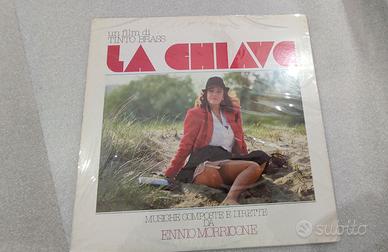 un film di
TINTO BRASS
LA CHIAVE
MUSICHE COMPOSTE E DIRETTE
DA
ENNIO MORRICONE
subito